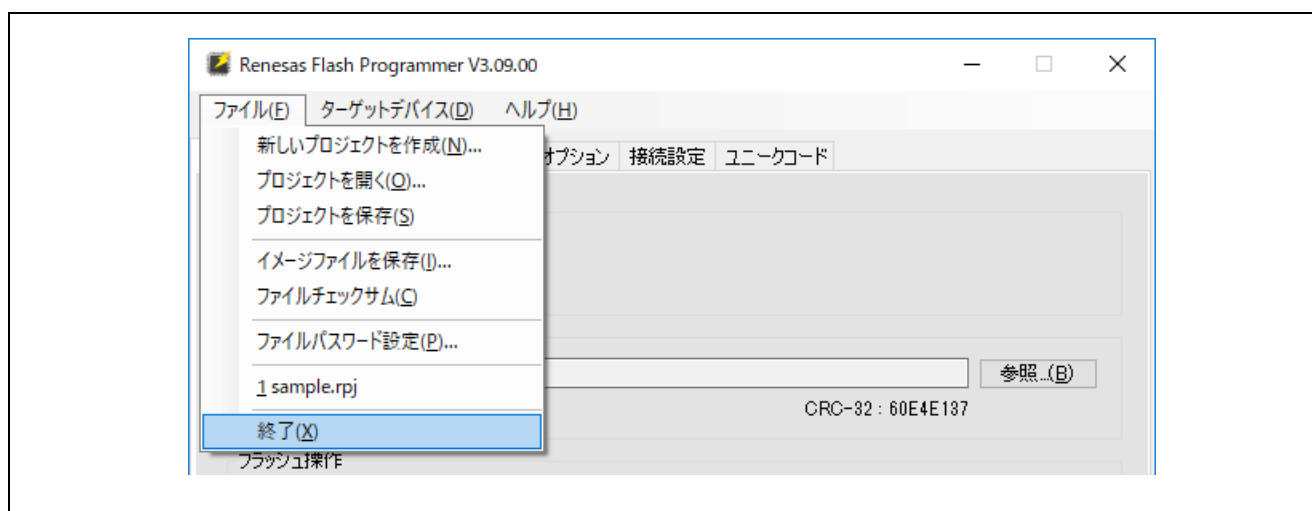 Renesas Flash Programmer V3.09.00
ファイル(F) ターゲットデバイス(D) ヘルプ(H)
新しいプロジェクトを作成(N)...
オプション 接続設定 ユニークコード
プロジェクトを開く(O)...
プロジェクトを保存(S)
イメージファイルを保存(I)...
ファイルチェックサム(C)
ファイルパスワード設定(P)...
参照...(B)
1 sample.rpj
CRC-32 : 60E4E137
終了(X)
フラッシュ操作